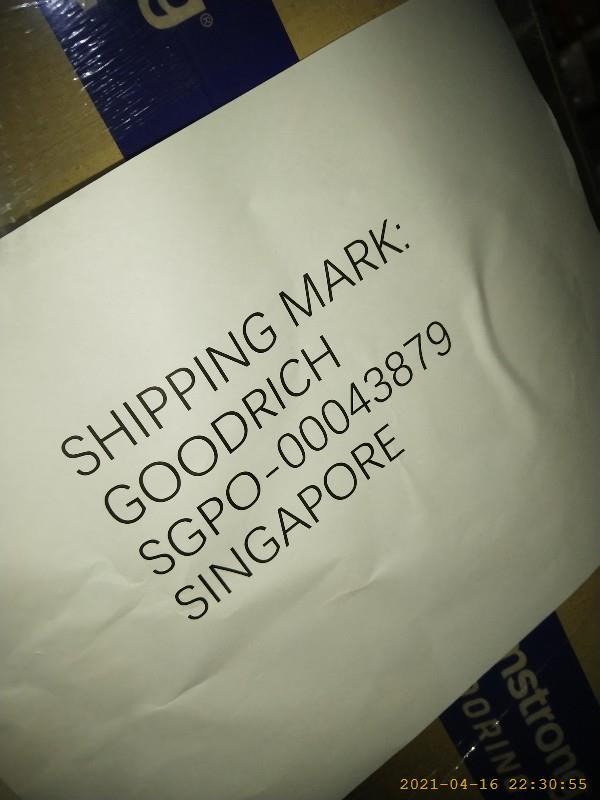 SHIPPING MARK:
GOODRICH
SGPO-00043879
SINGAPORE
2021-04-16 22:30:55